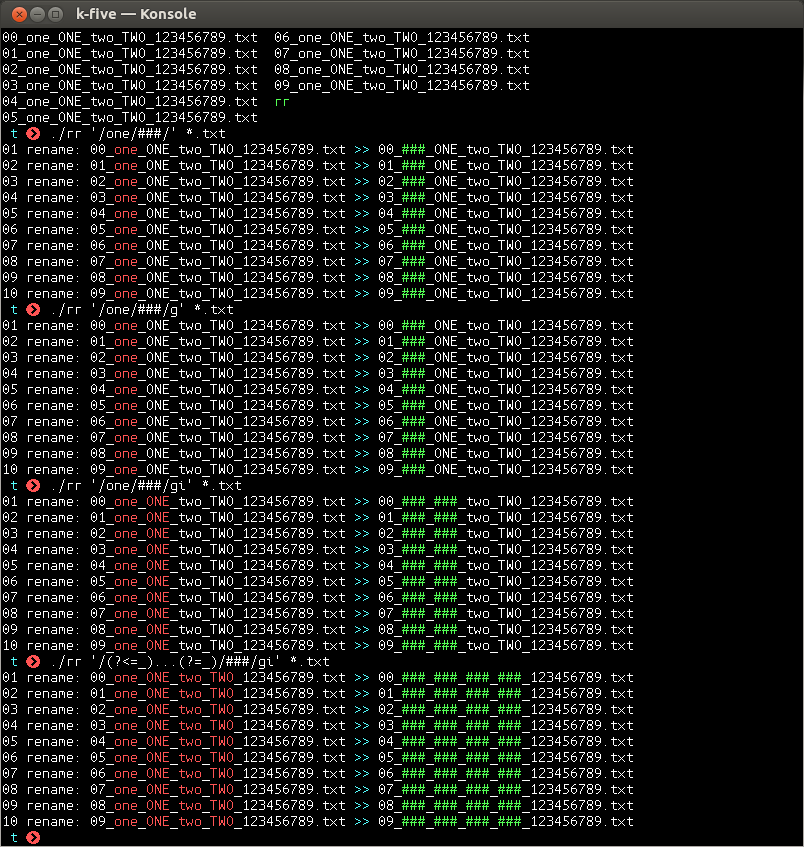 k-five — Konsole
00_one_ONE_two_TWO_123456789.txt  06_one_ONE_two_TWO_123456789.txt
01_one_ONE_two_TWO_123456789.txt  07_one_ONE_two_TWO_123456789.txt
02_one_ONE_two_TWO_123456789.txt  08_one_ONE_two_TWO_123456789.txt
03_one_ONE_two_TWO_123456789.txt  09_one_ONE_two_TWO_123456789.txt
04_one_ONE_two_TWO_123456789.txt  rr
05_one_ONE_two_TWO_123456789.txt
t ❯ ./rr '/one/###/' *.txt
01 rename: 00_one_ONE_two_TWO_123456789.txt >> 00_###_ONE_two_TWO_123456789.txt
02 rename: 01_one_ONE_two_TWO_123456789.txt >> 01_###_ONE_two_TWO_123456789.txt
03 rename: 02_one_ONE_two_TWO_123456789.txt >> 02_###_ONE_two_TWO_123456789.txt
04 rename: 03_one_ONE_two_TWO_123456789.txt >> 03_###_ONE_two_TWO_123456789.txt
05 rename: 04_one_ONE_two_TWO_123456789.txt >> 04_###_ONE_two_TWO_123456789.txt
06 rename: 05_one_ONE_two_TWO_123456789.txt >> 05_###_ONE_two_TWO_123456789.txt
07 rename: 06_one_ONE_two_TWO_123456789.txt >> 06_###_ONE_two_TWO_123456789.txt
08 rename: 07_one_ONE_two_TWO_123456789.txt >> 07_###_ONE_two_TWO_123456789.txt
09 rename: 08_one_ONE_two_TWO_123456789.txt >> 08_###_ONE_two_TWO_123456789.txt
10 rename: 09_one_ONE_two_TWO_123456789.txt >> 09_###_ONE_two_TWO_123456789.txt
t ❯ ./rr '/one/###/g' *.txt
01 rename: 00_one_ONE_two_TWO_123456789.txt >> 00_###_ONE_two_TWO_123456789.txt
02 rename: 01_one_ONE_two_TWO_123456789.txt >> 01_###_ONE_two_TWO_123456789.txt
03 rename: 02_one_ONE_two_TWO_123456789.txt >> 02_###_ONE_two_TWO_123456789.txt
04 rename: 03_one_ONE_two_TWO_123456789.txt >> 03_###_ONE_two_TWO_123456789.txt
05 rename: 04_one_ONE_two_TWO_123456789.txt >> 04_###_ONE_two_TWO_123456789.txt
06 rename: 05_one_ONE_two_TWO_123456789.txt >> 05_###_ONE_two_TWO_123456789.txt
07 rename: 06_one_ONE_two_TWO_123456789.txt >> 06_###_ONE_two_TWO_123456789.txt
08 rename: 07_one_ONE_two_TWO_123456789.txt >> 07_###_ONE_two_TWO_123456789.txt
09 rename: 08_one_ONE_two_TWO_123456789.txt >> 08_###_ONE_two_TWO_123456789.txt
10 rename: 09_one_ONE_two_TWO_123456789.txt >> 09_###_ONE_two_TWO_123456789.txt
t ❯ ./rr '/one/###/gi' *.txt
01 rename: 00_one_ONE_two_TWO_123456789.txt >> 00_###_###_two_TWO_123456789.txt
02 rename: 01_one_ONE_two_TWO_123456789.txt >> 01_###_###_two_TWO_123456789.txt
03 rename: 02_one_ONE_two_TWO_123456789.txt >> 02_###_###_two_TWO_123456789.txt
04 rename: 03_one_ONE_two_TWO_123456789.txt >> 03_###_###_two_TWO_123456789.txt
05 rename: 04_one_ONE_two_TWO_123456789.txt >> 04_###_###_two_TWO_123456789.txt
06 rename: 05_one_ONE_two_TWO_123456789.txt >> 05_###_###_two_TWO_123456789.txt
07 rename: 06_one_ONE_two_TWO_123456789.txt >> 06_###_###_two_TWO_123456789.txt
08 rename: 07_one_ONE_two_TWO_123456789.txt >> 07_###_###_two_TWO_123456789.txt
09 rename: 08_one_ONE_two_TWO_123456789.txt >> 08_###_###_two_TWO_123456789.txt
10 rename: 09_one_ONE_two_TWO_123456789.txt >> 09_###_###_two_TWO_123456789.txt
t ❯ ./rr '/(?<=_)...(?=_)/###/gi' *.txt
01 rename: 00_one_ONE_two_TWO_123456789.txt >> 00_###_###_###_###_123456789.txt
02 rename: 01_one_ONE_two_TWO_123456789.txt >> 01_###_###_###_###_123456789.txt
03 rename: 02_one_ONE_two_TWO_123456789.txt >> 02_###_###_###_###_123456789.txt
04 rename: 03_one_ONE_two_TWO_123456789.txt >> 03_###_###_###_###_123456789.txt
05 rename: 04_one_ONE_two_TWO_123456789.txt >> 04_###_###_###_###_123456789.txt
06 rename: 05_one_ONE_two_TWO_123456789.txt >> 05_###_###_###_###_123456789.txt
07 rename: 06_one_ONE_two_TWO_123456789.txt >> 06_###_###_###_###_123456789.txt
08 rename: 07_one_ONE_two_TWO_123456789.txt >> 07_###_###_###_###_123456789.txt
09 rename: 08_one_ONE_two_TWO_123456789.txt >> 08_###_###_###_###_123456789.txt
10 rename: 09_one_ONE_two_TWO_123456789.txt >> 09_###_###_###_###_123456789.txt
t ❯